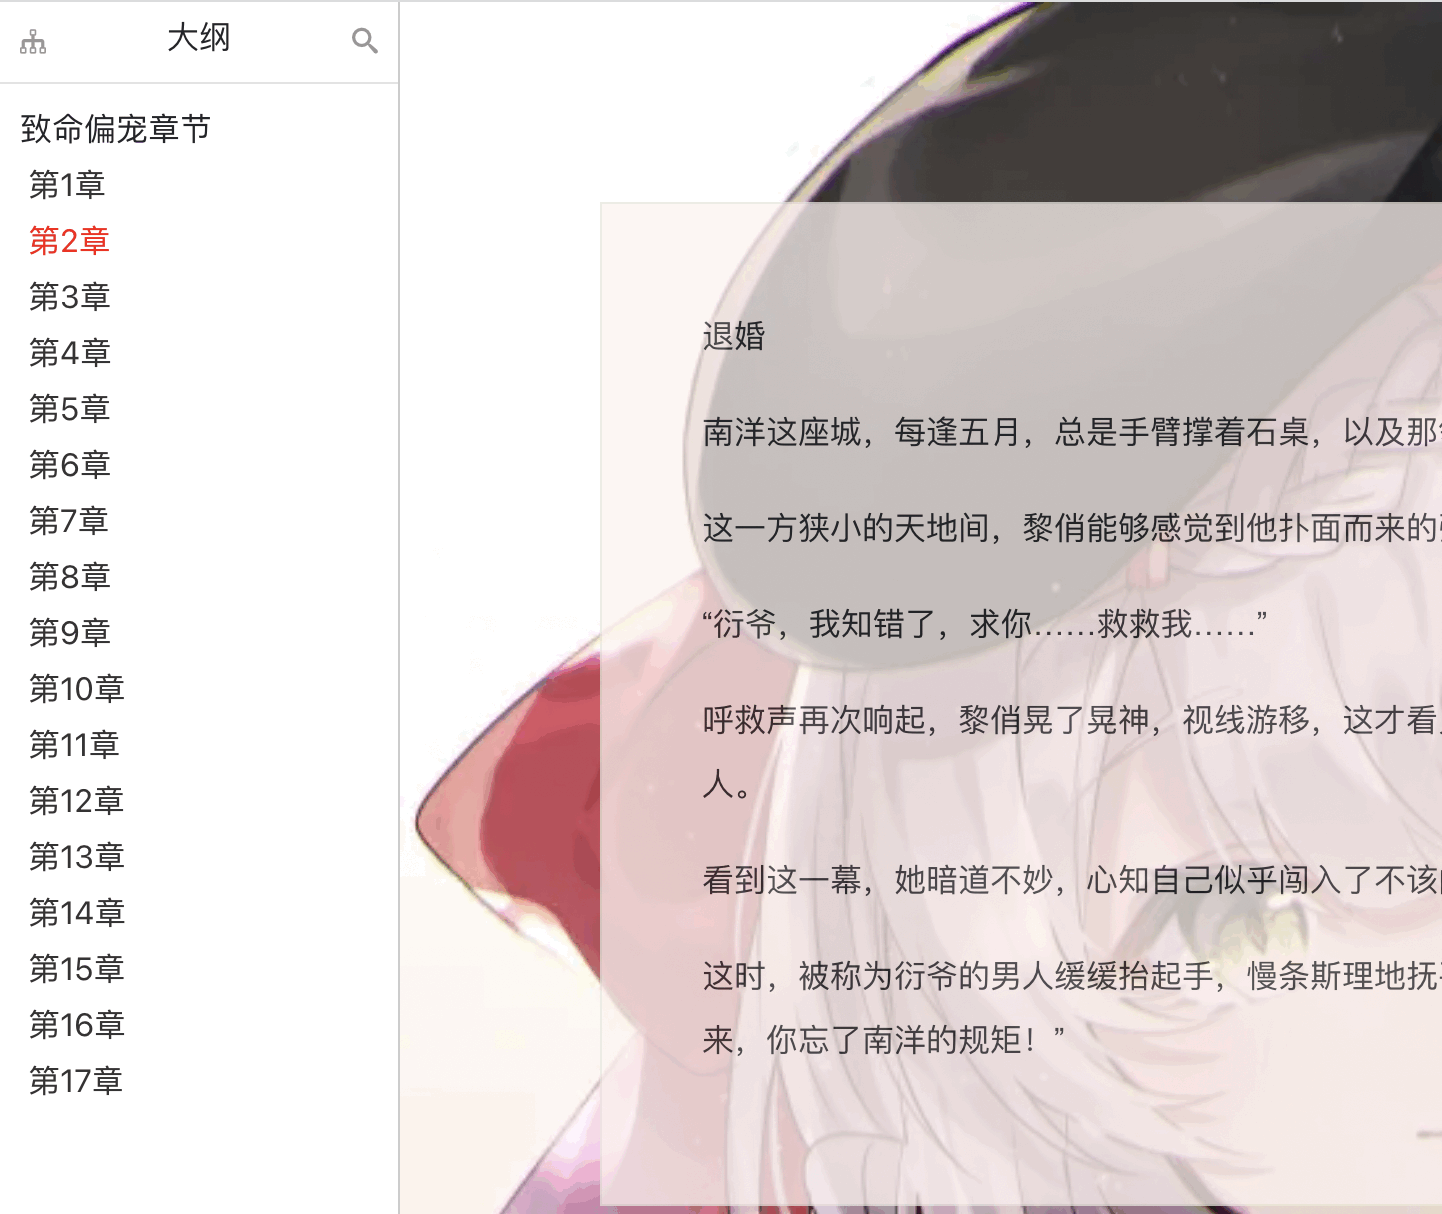 大纲
致命偏宠章节
第1章
第2章
第3章
第4章
第5章
第6章
第7章
第8章
第9章
第10章
第11章
第12章
第13章
第14章
第15章
第16章
第17章
退婚
南洋这座城，每逢五月，总是手臂撑着石桌，以及那
这一方狭小的天地间，黎俏能够感觉到他扑面而来的
“衍爷，我知错了，求你……救救我……”
呼救声再次响起，黎俏晃了晃神，视线游移，这才看
人。
看到这一幕，她暗道不妙，心知自己似乎闯入了不该
这时，被称为衍爷的男人缓缓抬起手，慢条斯理地抚
来，你忘了南洋的规矩！”